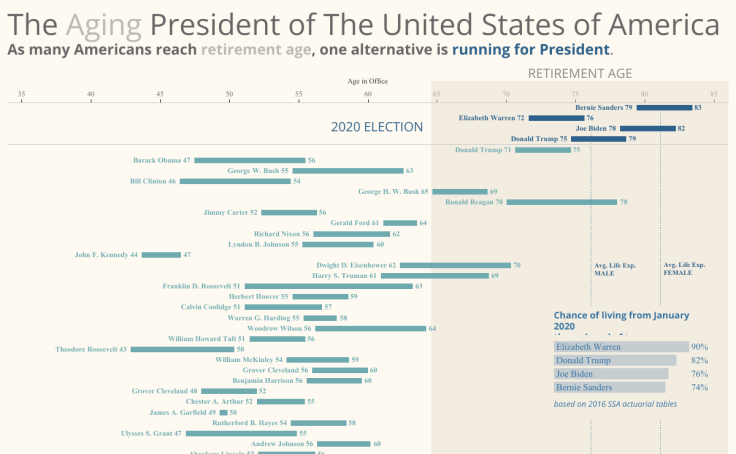 The Aging President of The United States of America
As many Americans reach retirement age, one alternative is running for President.
RETIREMENT AGE
Age in Office
35 40 45 50 55 60 65 70 75 80 85
2020 ELECTION
Bernie Sanders 79 83
Elizabeth Warren 72 76
Joe Biden 78 82
Donald Trump 75 79
Donald Trump 71 75
Barack Obama 47 56
George W. Bush 55 63
Bill Clinton 46 54
George H. W. Bush 65 69
Ronald Reagan 70 78
Jimmy Carter 52 56
Gerald Ford 61 64
Richard Nixon 56 62
Lyndon B. Johnson 55 60
John F. Kennedy 44 47
Dwight D. Eisenhower 62 70
Harry S. Truman 61 69
Avg. Life Exp. MALE
Avg. Life Exp. FEMALE
Franklin D. Roosevelt 51 63
Herbert Hoover 55 59
Calvin Coolidge 51 57
Warren G. Harding 55 58
Woodrow Wilson 56 64
William Howard Taft 51 56
Theodore Roosevelt 43 50
William McKinley 54 59
Grover Cleveland 56 60
Benjamin Harrison 56 60
Grover Cleveland 48 52
Chester A. Arthur 52 55
James A. Garfield 49 50
Rutherford B. Hayes 54 58
Ulysses S. Grant 47 55
Andrew Johnson 56 60
Chance of living from January
2020
Elizabeth Warren 90%
Donald Trump 82%
Joe Biden 76%
Bernie Sanders 74%
based on 2016 SSA actuarial tables